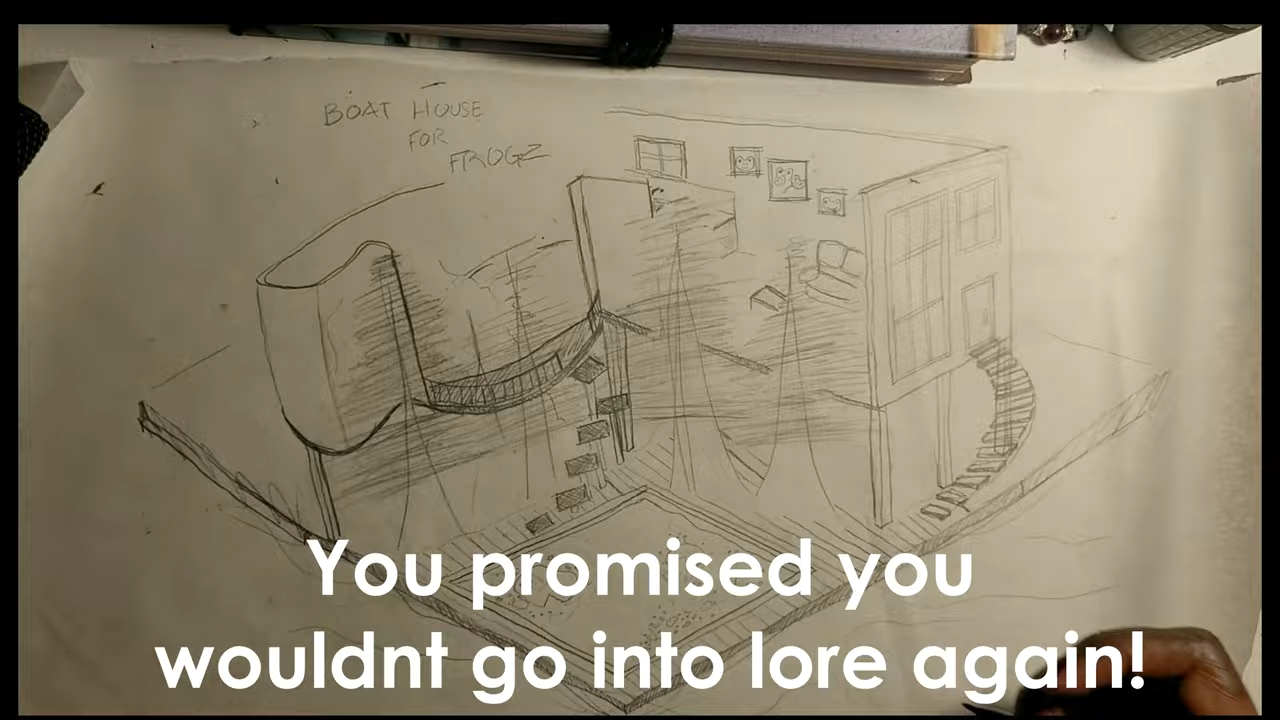 BOAT HOUSE
FOR
FROGZ
You promised you
wouldnt go into lore again!